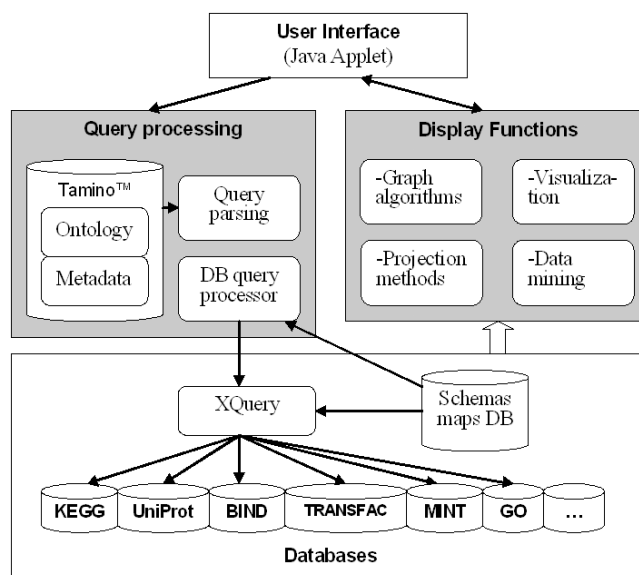 User Interface
(Java Applet)
Query processing
Tamino™
Ontology
Metadata
Query
parsing
DB query
processor
Display Functions
-Graph
algorithms
-Visualiza-
tion
-Projection
methods
-Data
mining
XQuery
Schemas
maps DB
KEGG
UniProt
BIND
TRANSFAC
MINT
GO
...
Databases